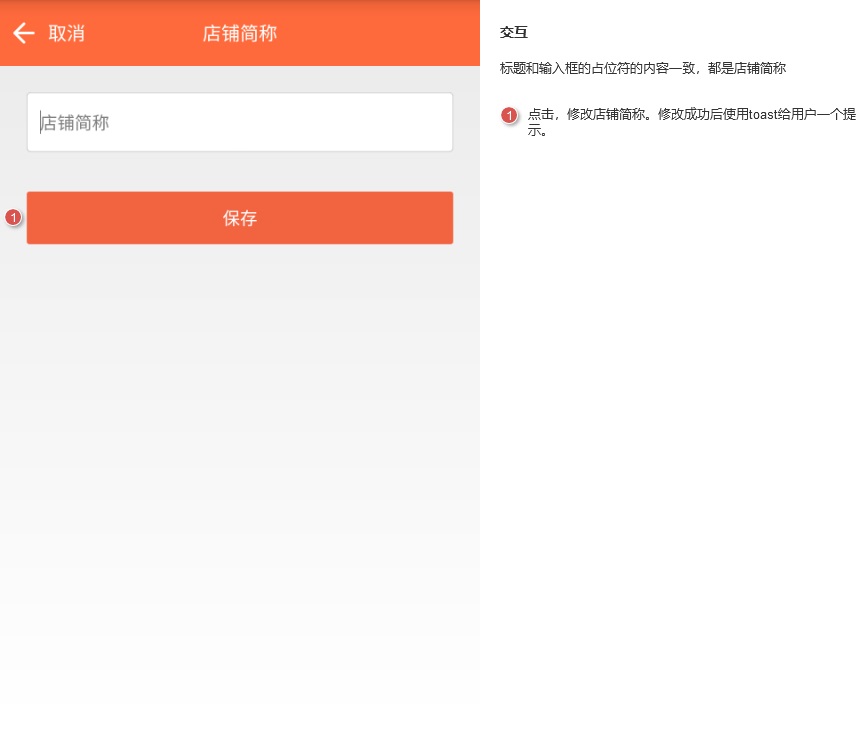 取消
店铺简称
店铺简称
1
保存
交互
标题和输入框的占位符的内容一致，都是店铺简称
1
点击，修改店铺简称。修改成功后使用toast给用户一个提
示。